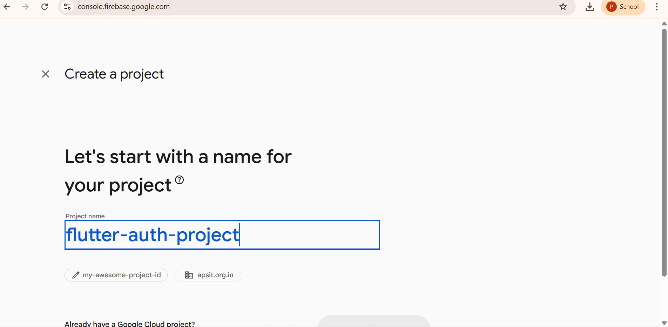 console.firebase.google.com
P School
Create a project
Let's start with a name for
your project
Project name
flutter-auth-project
my-awesome-project-id apsit.org.in
Already have a Google Cloud project?